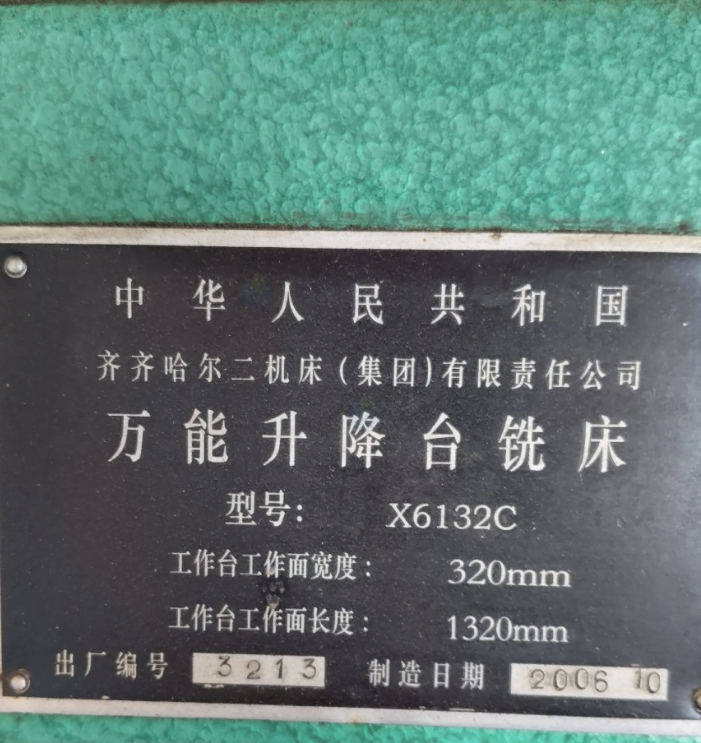 中华人民共和国
齐齐哈尔二机床(集团)有限责任公司
万能升降台铣床
型号: X6132C
工作台工作面宽度: 320mm
工作台工作面长度: 1320mm
出厂编号 3213 制造日期 2006 10